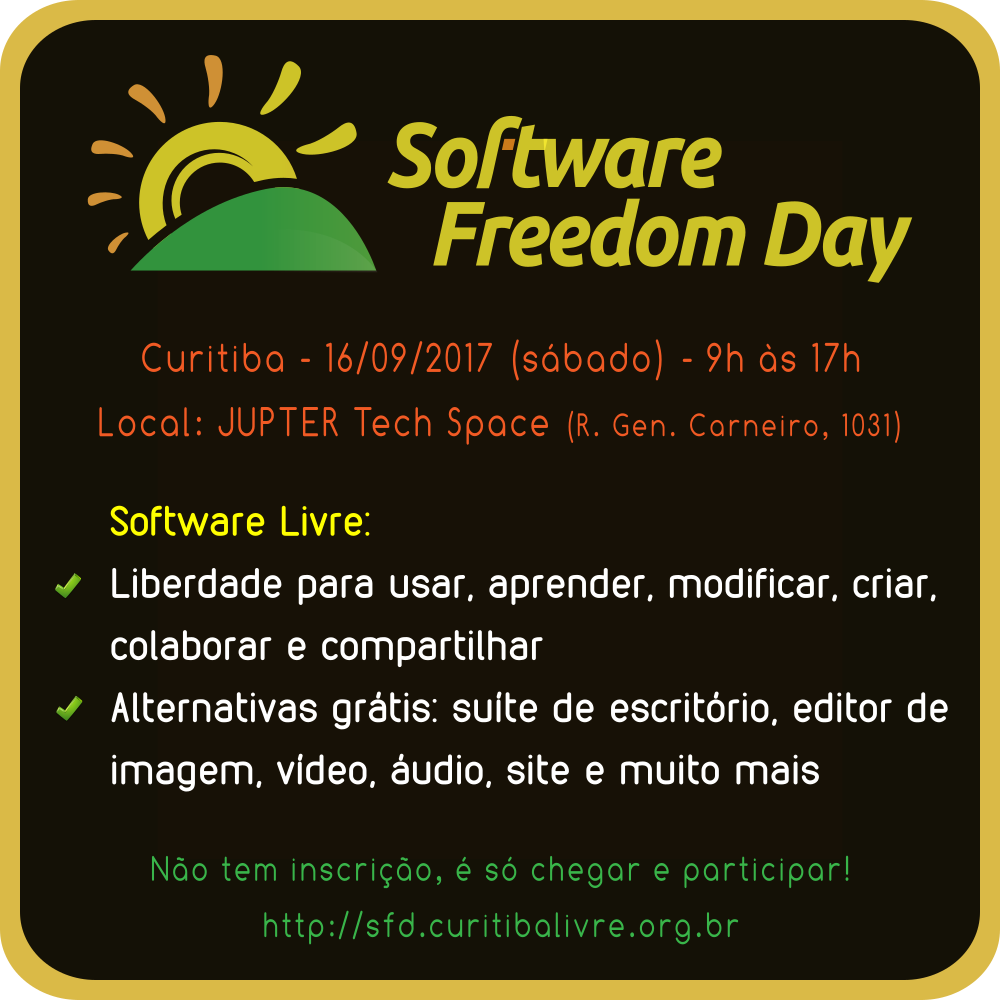 Software
Freedom Day
Curitiba - 16/09/2017 (sábado) - 9h às 17h
Local: JUPTER Tech Space (R. Gen. Carneiro, 1031)
Software Livre:
Liberdade para usar, aprender, modificar, criar,
colaborar e compartilhar
Alternativas grátis: suíte de escritório, editor de
imagem, vídeo, áudio, site e muito mais
Não tem inscrição, é só chegar e participar!
http://sfd.curitibalivre.org.br